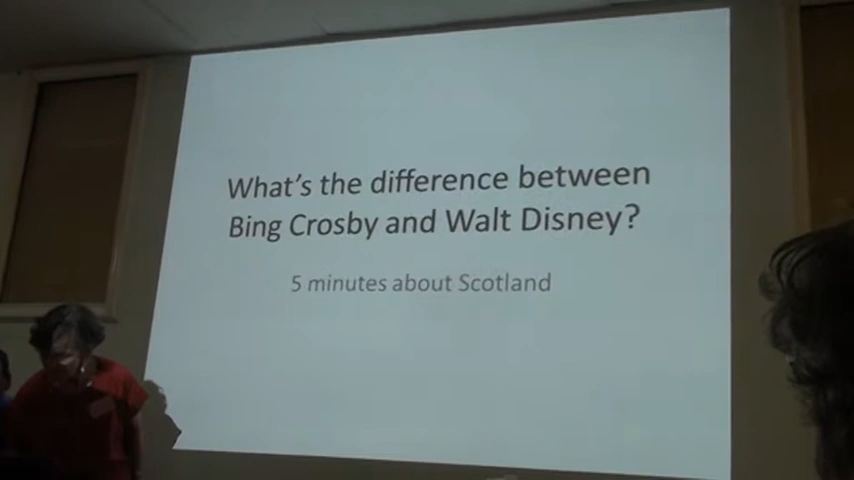 What's the difference between
Bing Crosby and Walt Disney?
5 minutes about Scotland